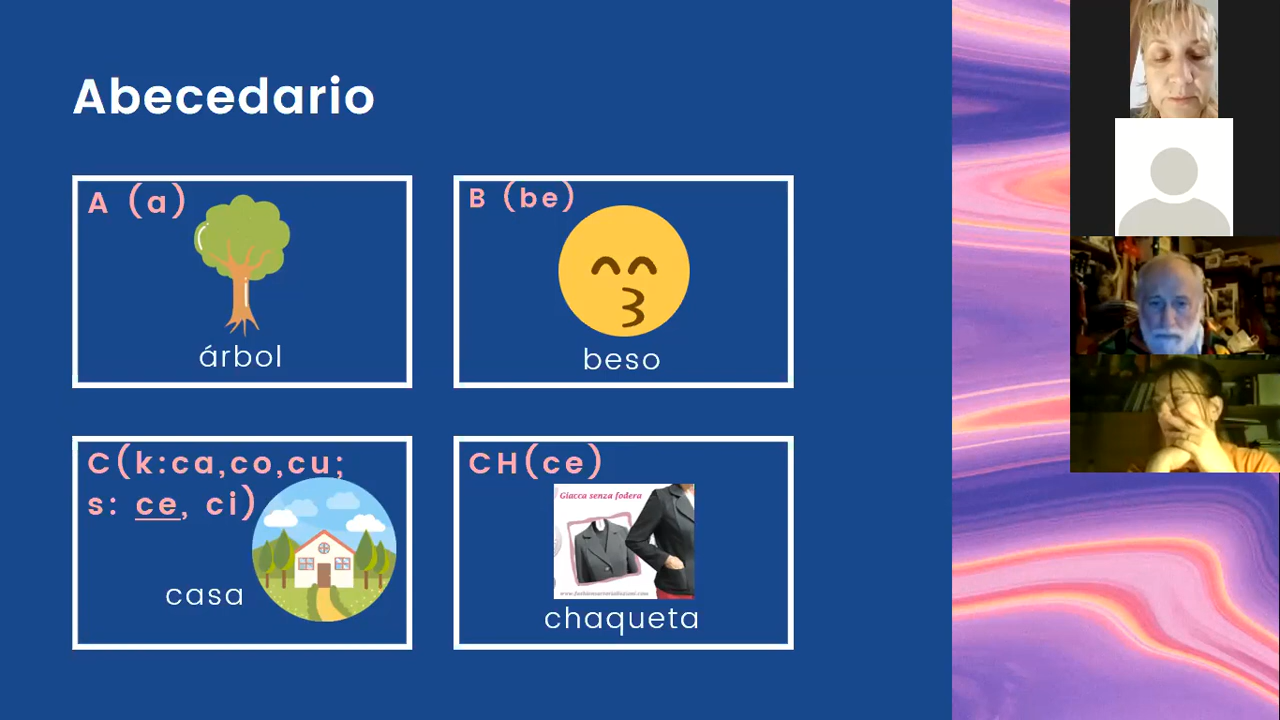 Abecedario
A (a)
árbol
B (be)
beso
C(k:ca,co,cu;
s: ce, ci)
casa
CH(ce)
Giacca senza fodera
chaqueta